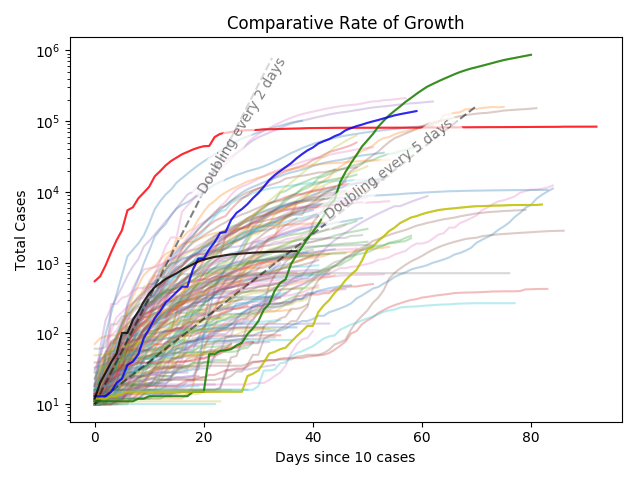 Comparative Rate of Growth
Total Cases
10⁶
10⁵
10⁴
10³
10²
10¹
Doubling every 2 days
Doubling every 5 days
0 20 40 60 80
Days since 10 cases